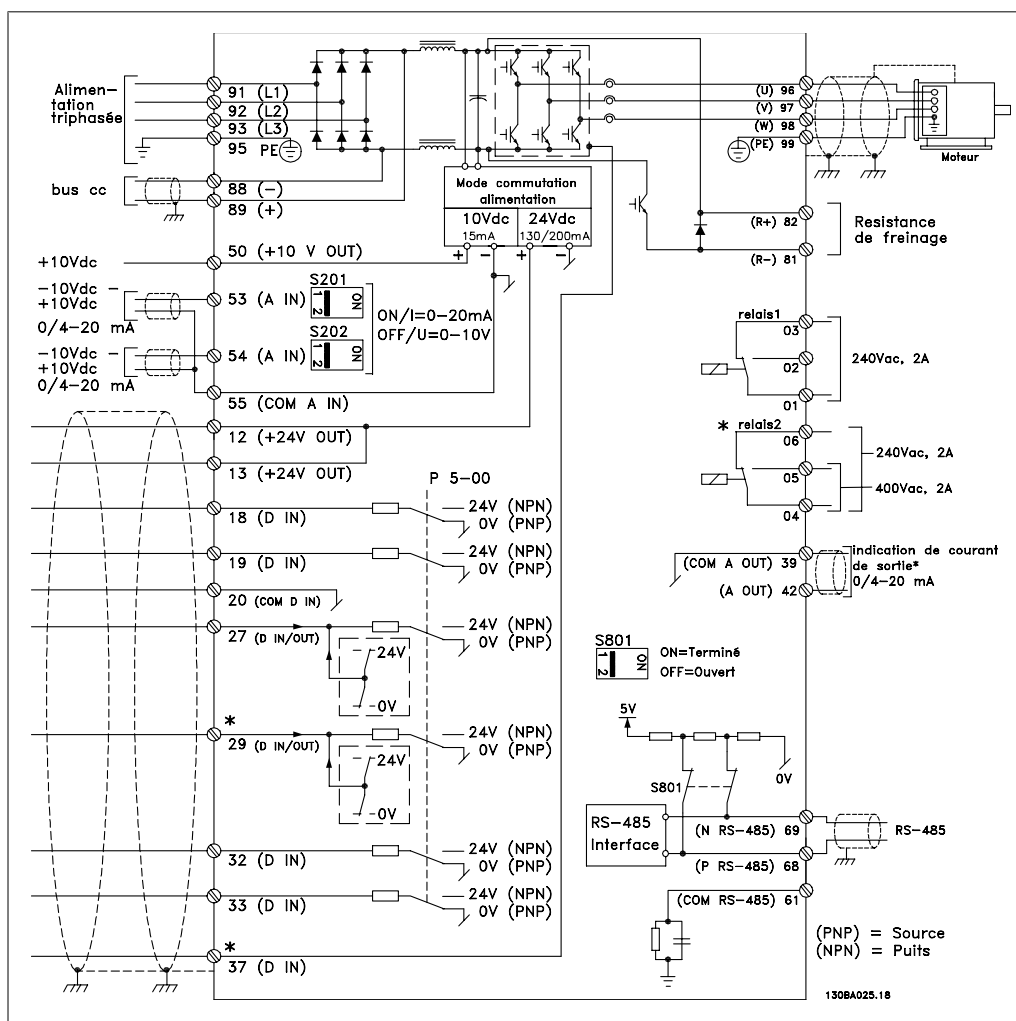 Alimen-
tation
triphasée
91 (L1)
92 (L2)
93 (L3)
95 PE
bus cc
88 (-)
89 (+)
+10Vdc
50 (+10 V OUT)
-10Vdc -
+10Vdc
0/4-20 mA
53 (A IN)
S201
1 2
ON
ON/I=0-20mA
OFF/U=0-10V
-10Vdc -
+10Vdc
0/4-20 mA
54 (A IN)
S202
1 2
ON
55 (COM A IN)
12 (+24V OUT)
13 (+24V OUT)
P 5-00
18 (D IN)
24V (NPN)
0V (PNP)
19 (D IN)
24V (NPN)
0V (PNP)
20 (COM D IN)
27 (D IN/OUT)
24V (NPN)
0V (PNP)
24V
0V
*
29 (D IN/OUT)
24V (NPN)
0V (PNP)
24V
0V
32 (D IN)
24V (NPN)
0V (PNP)
33 (D IN)
24V (NPN)
0V (PNP)
*
37 (D IN)
Mode commutation
alimentation
10Vdc
15mA
24Vdc
130/200mA
+ - + -
(U) 96
(V) 97
(W) 98
(PE) 99
Moteur
(R+) 82
(R-) 81
Resistance
de freinage
relais1
03
02
01
240Vac, 2A
* relais2
06
05
04
240Vac, 2A
400Vac, 2A
(COM A OUT) 39
(A OUT) 42
indication de courant
de sortie*
0/4-20 mA
S801
1 2
ON
ON=Terminé
OFF=Ouvert
5V
0V
S801
RS-485
Interface
(N RS-485) 69
(P RS-485) 68
RS-485
(COM RS-485) 61
(PNP) = Source
(NPN) = Puits
130BA025.18